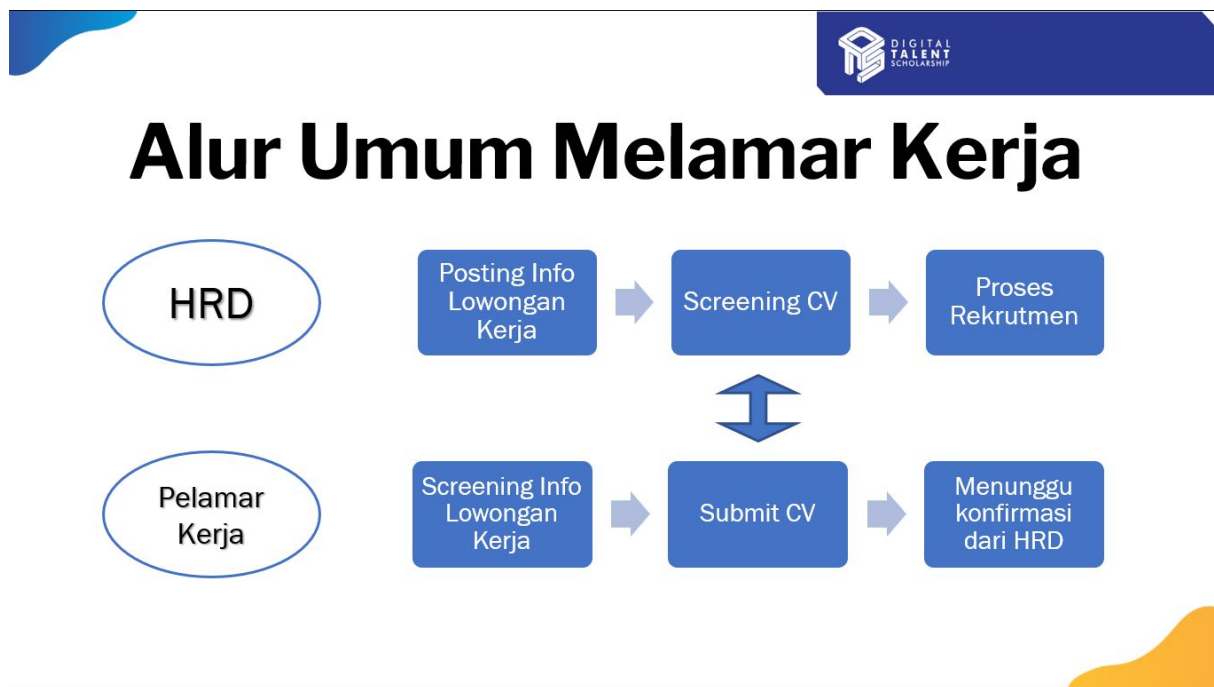 DIGITAL
TALENT
SCHOLARSHIP
Alur Umum Melamar Kerja
HRD
Posting Info
Lowongan
Kerja
Screening CV
Proses
Rekrutmen
Pelamar
Kerja
Screening Info
Lowongan
Kerja
Submit CV
Menunggu
konfirmasi
dari HRD